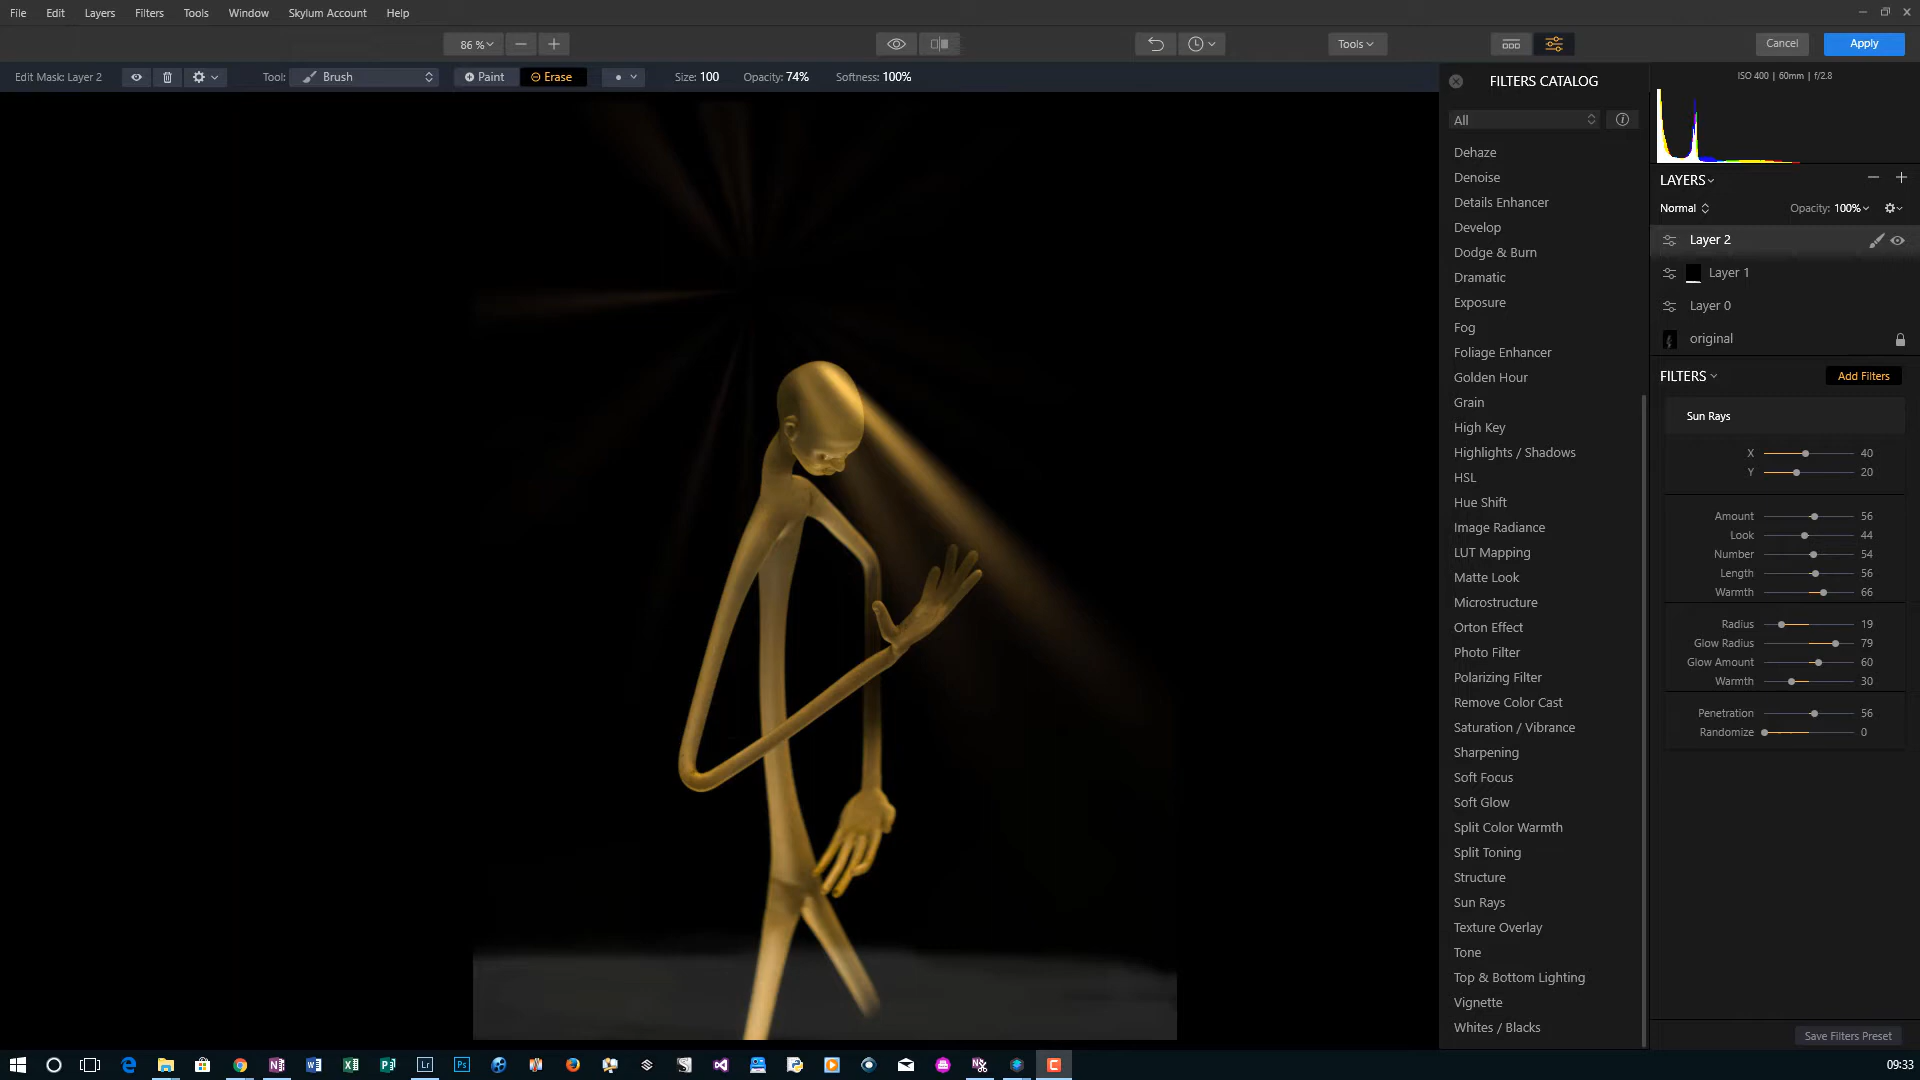 File Edit Layers Filters Tools Window Skylum Account Help
86 % Tools Cancel Apply
Edit Mask: Layer 2 Tool: Brush Paint Erase Size: 100 Opacity: 74% Softness: 100%
FILTERS CATALOG
All
Dehaze
Denoise
Details Enhancer
Develop
Dodge & Burn
Dramatic
Exposure
Fog
Foliage Enhancer
Golden Hour
Grain
High Key
Highlights / Shadows
HSL
Hue Shift
Image Radiance
LUT Mapping
Matte Look
Microstructure
Orton Effect
Photo Filter
Polarizing Filter
Remove Color Cast
Saturation / Vibrance
Sharpening
Soft Focus
Soft Glow
Split Color Warmth
Split Toning
Structure
Sun Rays
Texture Overlay
Tone
Top & Bottom Lighting
Vignette
Whites / Blacks
ISO 400 | 60mm | f/2.8
LAYERS
Normal Opacity: 100%
Layer 2
Layer 1
Layer 0
original
FILTERS Add Filters
Sun Rays
X 40
Y 20
Amount 56
Look 44
Number 54
Length 56
Warmth 66
Radius 19
Glow Radius 79
Glow Amount 60
Warmth 30
Penetration 56
Randomize 0
Save Filters Preset
Lr Ps 09:33